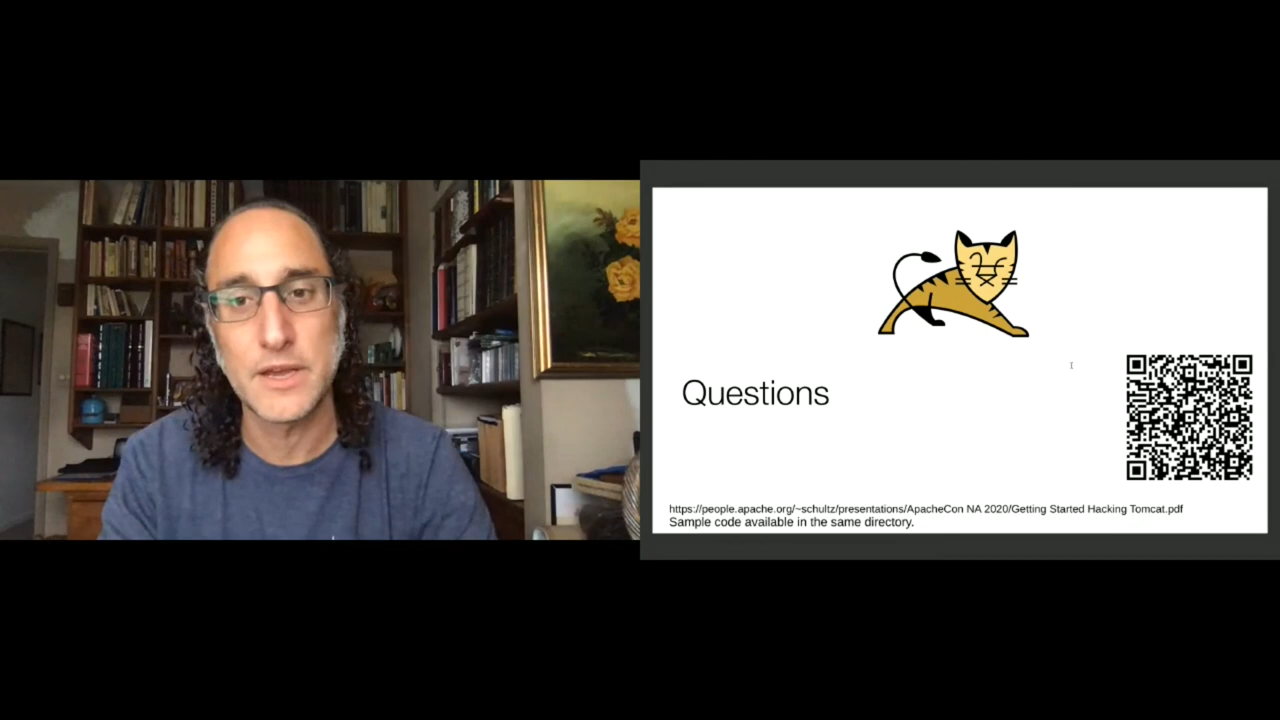 Questions
https://people.apache.org/~schultz/presentations/ApacheCon NA 2020/Getting Started Hacking Tomcat.pdf
Sample code available in the same directory.